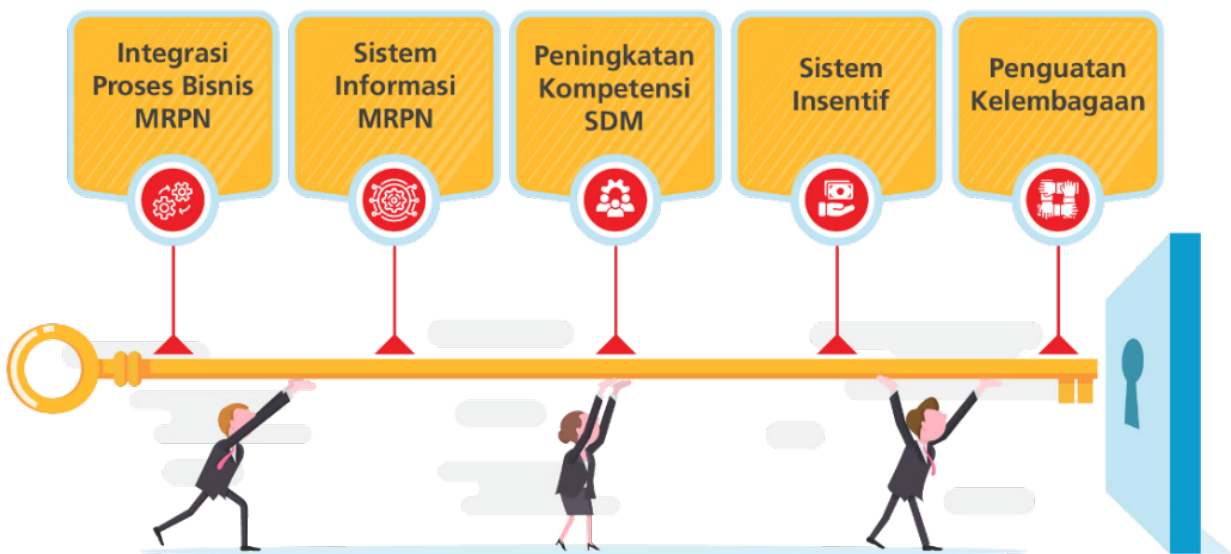 Integrasi
Proses Bisnis
MRPN
Sistem
Informasi
MRPN
Peningkatan
Kompetensi
SDM
Sistem
Insentif
Penguatan
Kelembagaan